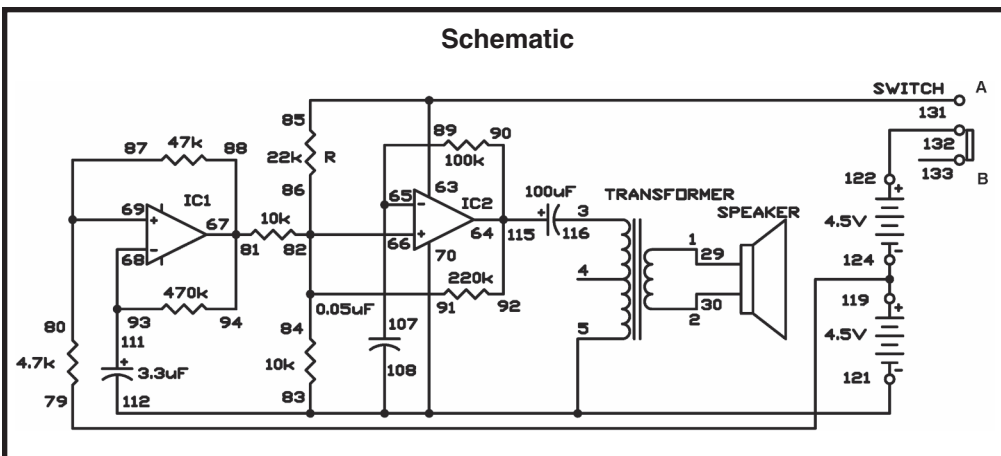 Schematic
SWITCH
A
131
132
133
B
85
22k R
86
87 47k 88
89 90
100k
69
+
IC1
67
-
68
10k
81 82
65
-
63
IC2
66
+
64
70
100uF
+
3
115 116
TRANSFORMER
SPEAKER
4
5
1
29
30
2
122
+
4.5V
-
124
119
+
4.5V
-
121
470k
93 94
220k
91 92
0.05uF
107
108
80
4.7k
79
111
+
3.3uF
112
84
10k
83